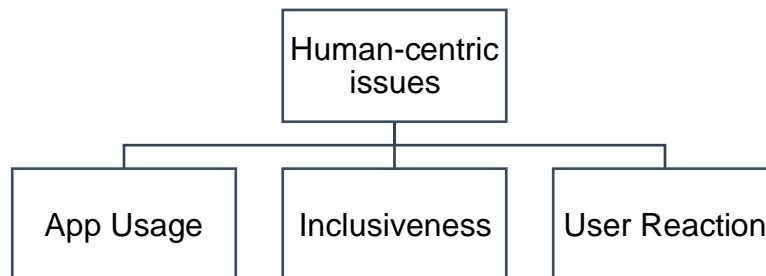 Human-centric
issues
App Usage
Inclusiveness
User Reaction